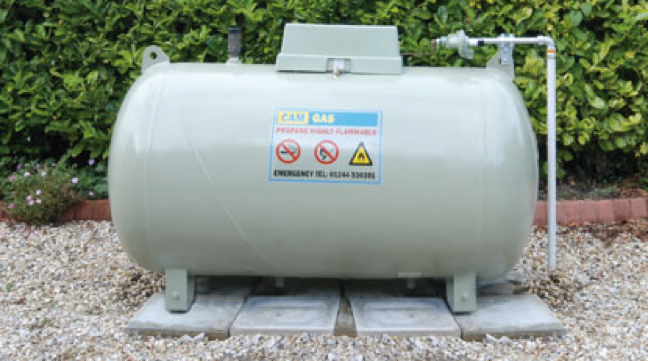 CAM GAS
PROPANE HIGHLY FLAMMABLE
EMERGENCY TEL: 01244 530391